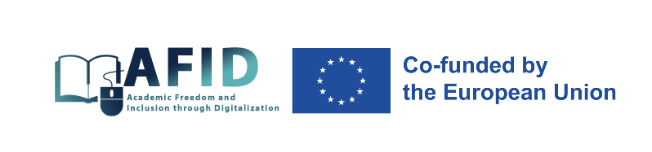 AFID
Academic Freedom and
Inclusion through Digitalization
Co-funded by
the European Union